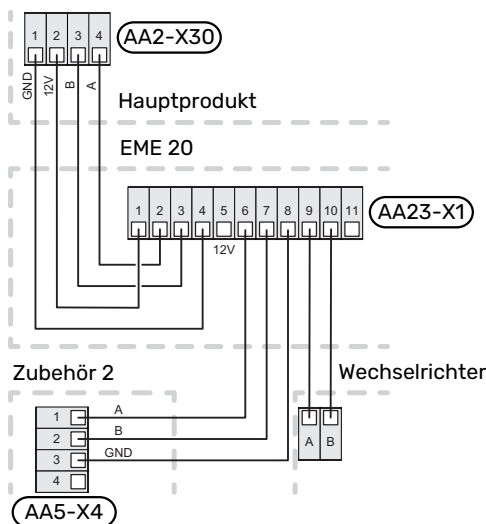 1 2 3 4
AA2-X30
GND 12V B A
Hauptprodukt
EME 20
1 2 3 4 5 6 7 8 9 10 11
AA23-X1
12V
Zubehör 2
Wechselrichter
1 A
2 B
3 GND
4
A B
AA5-X4